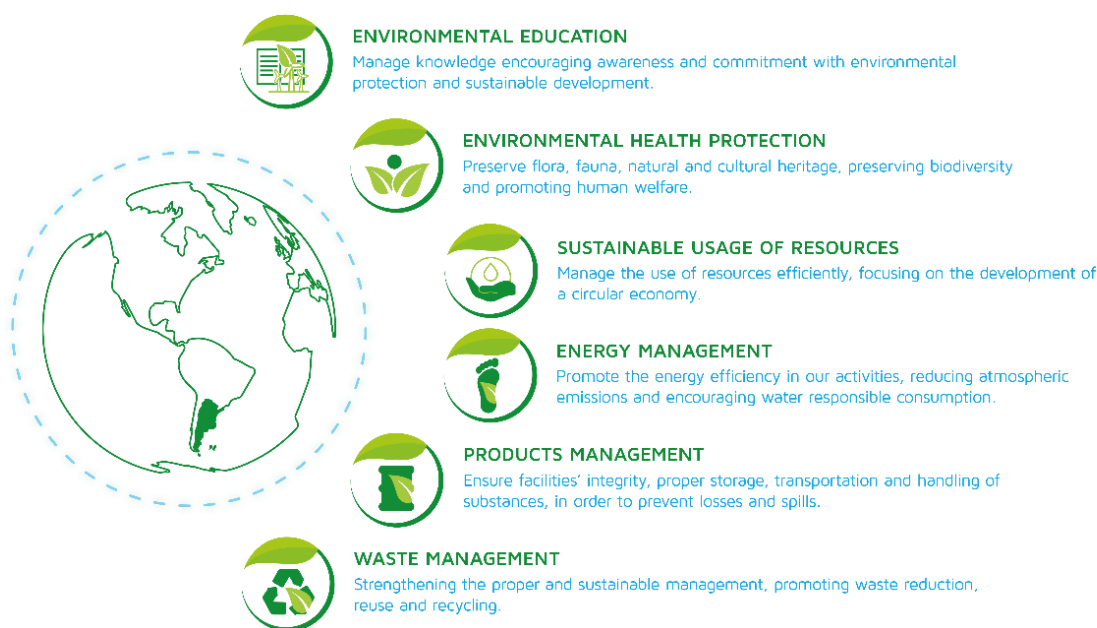 ENVIRONMENTAL EDUCATION
Manage knowledge encouraging awareness and commitment with environmental
protection and sustainable development.
ENVIRONMENTAL HEALTH PROTECTION
Preserve flora, fauna, natural and cultural heritage, preserving biodiversity
and promoting human welfare.
SUSTAINABLE USAGE OF RESOURCES
Manage the use of resources efficiently, focusing on the development of
a circular economy.
ENERGY MANAGEMENT
Promote the energy efficiency in our activities, reducing atmospheric
emissions and encouraging water responsible consumption.
PRODUCTS MANAGEMENT
Ensure facilities’ integrity, proper storage, transportation and handling of
substances, in order to prevent losses and spills.
WASTE MANAGEMENT
Strengthening the proper and sustainable management, promoting waste reduction,
reuse and recycling.